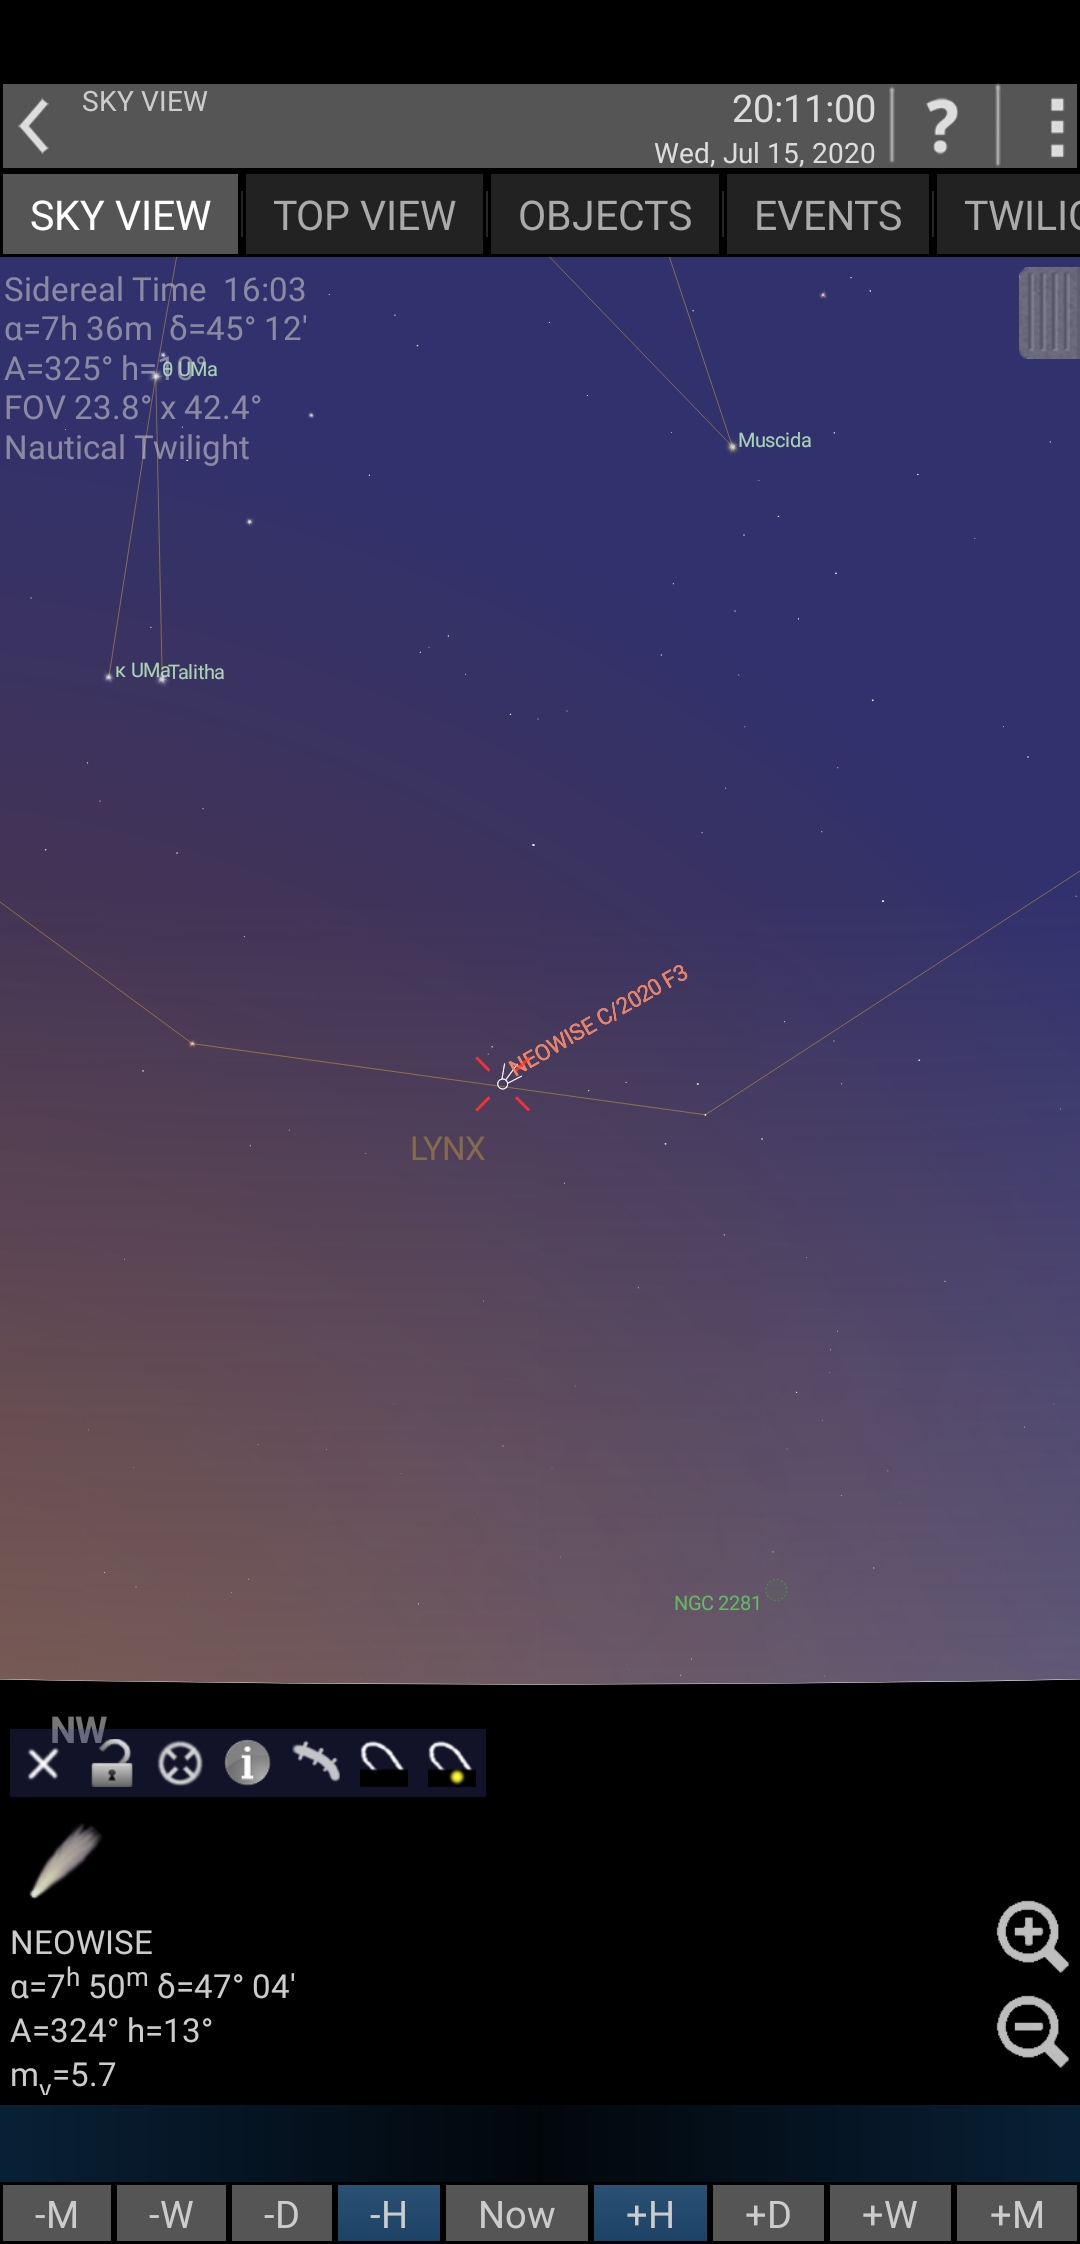 SKY VIEW
20:11:00
?
Wed, Jul 15, 2020
SKY VIEW
TOP VIEW
OBJECTS
EVENTS
TWILIG
Sidereal Time 16:03
α=7h 36m δ=45° 12'
A=325° h=10°
θ UMa
FOV 23.8° x 42.4°
Nautical Twilight
Muscida
κ UMa
Talitha
NEOWISE C/2020 F3
LYNX
NGC 2281
NW
i
NEOWISE
α=7ʰ 50ᵐ δ=47° 04'
A=324° h=13°
mᵥ=5.7
-M
-W
-D
-H
Now
+H
+D
+W
+M